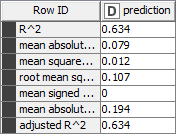 Row ID D prediction
R^2 0.634
mean absolut... 0.079
mean square... 0.012
root mean sq... 0.107
mean signed ... 0
mean absolut... 0.194
adjusted R^2 0.634